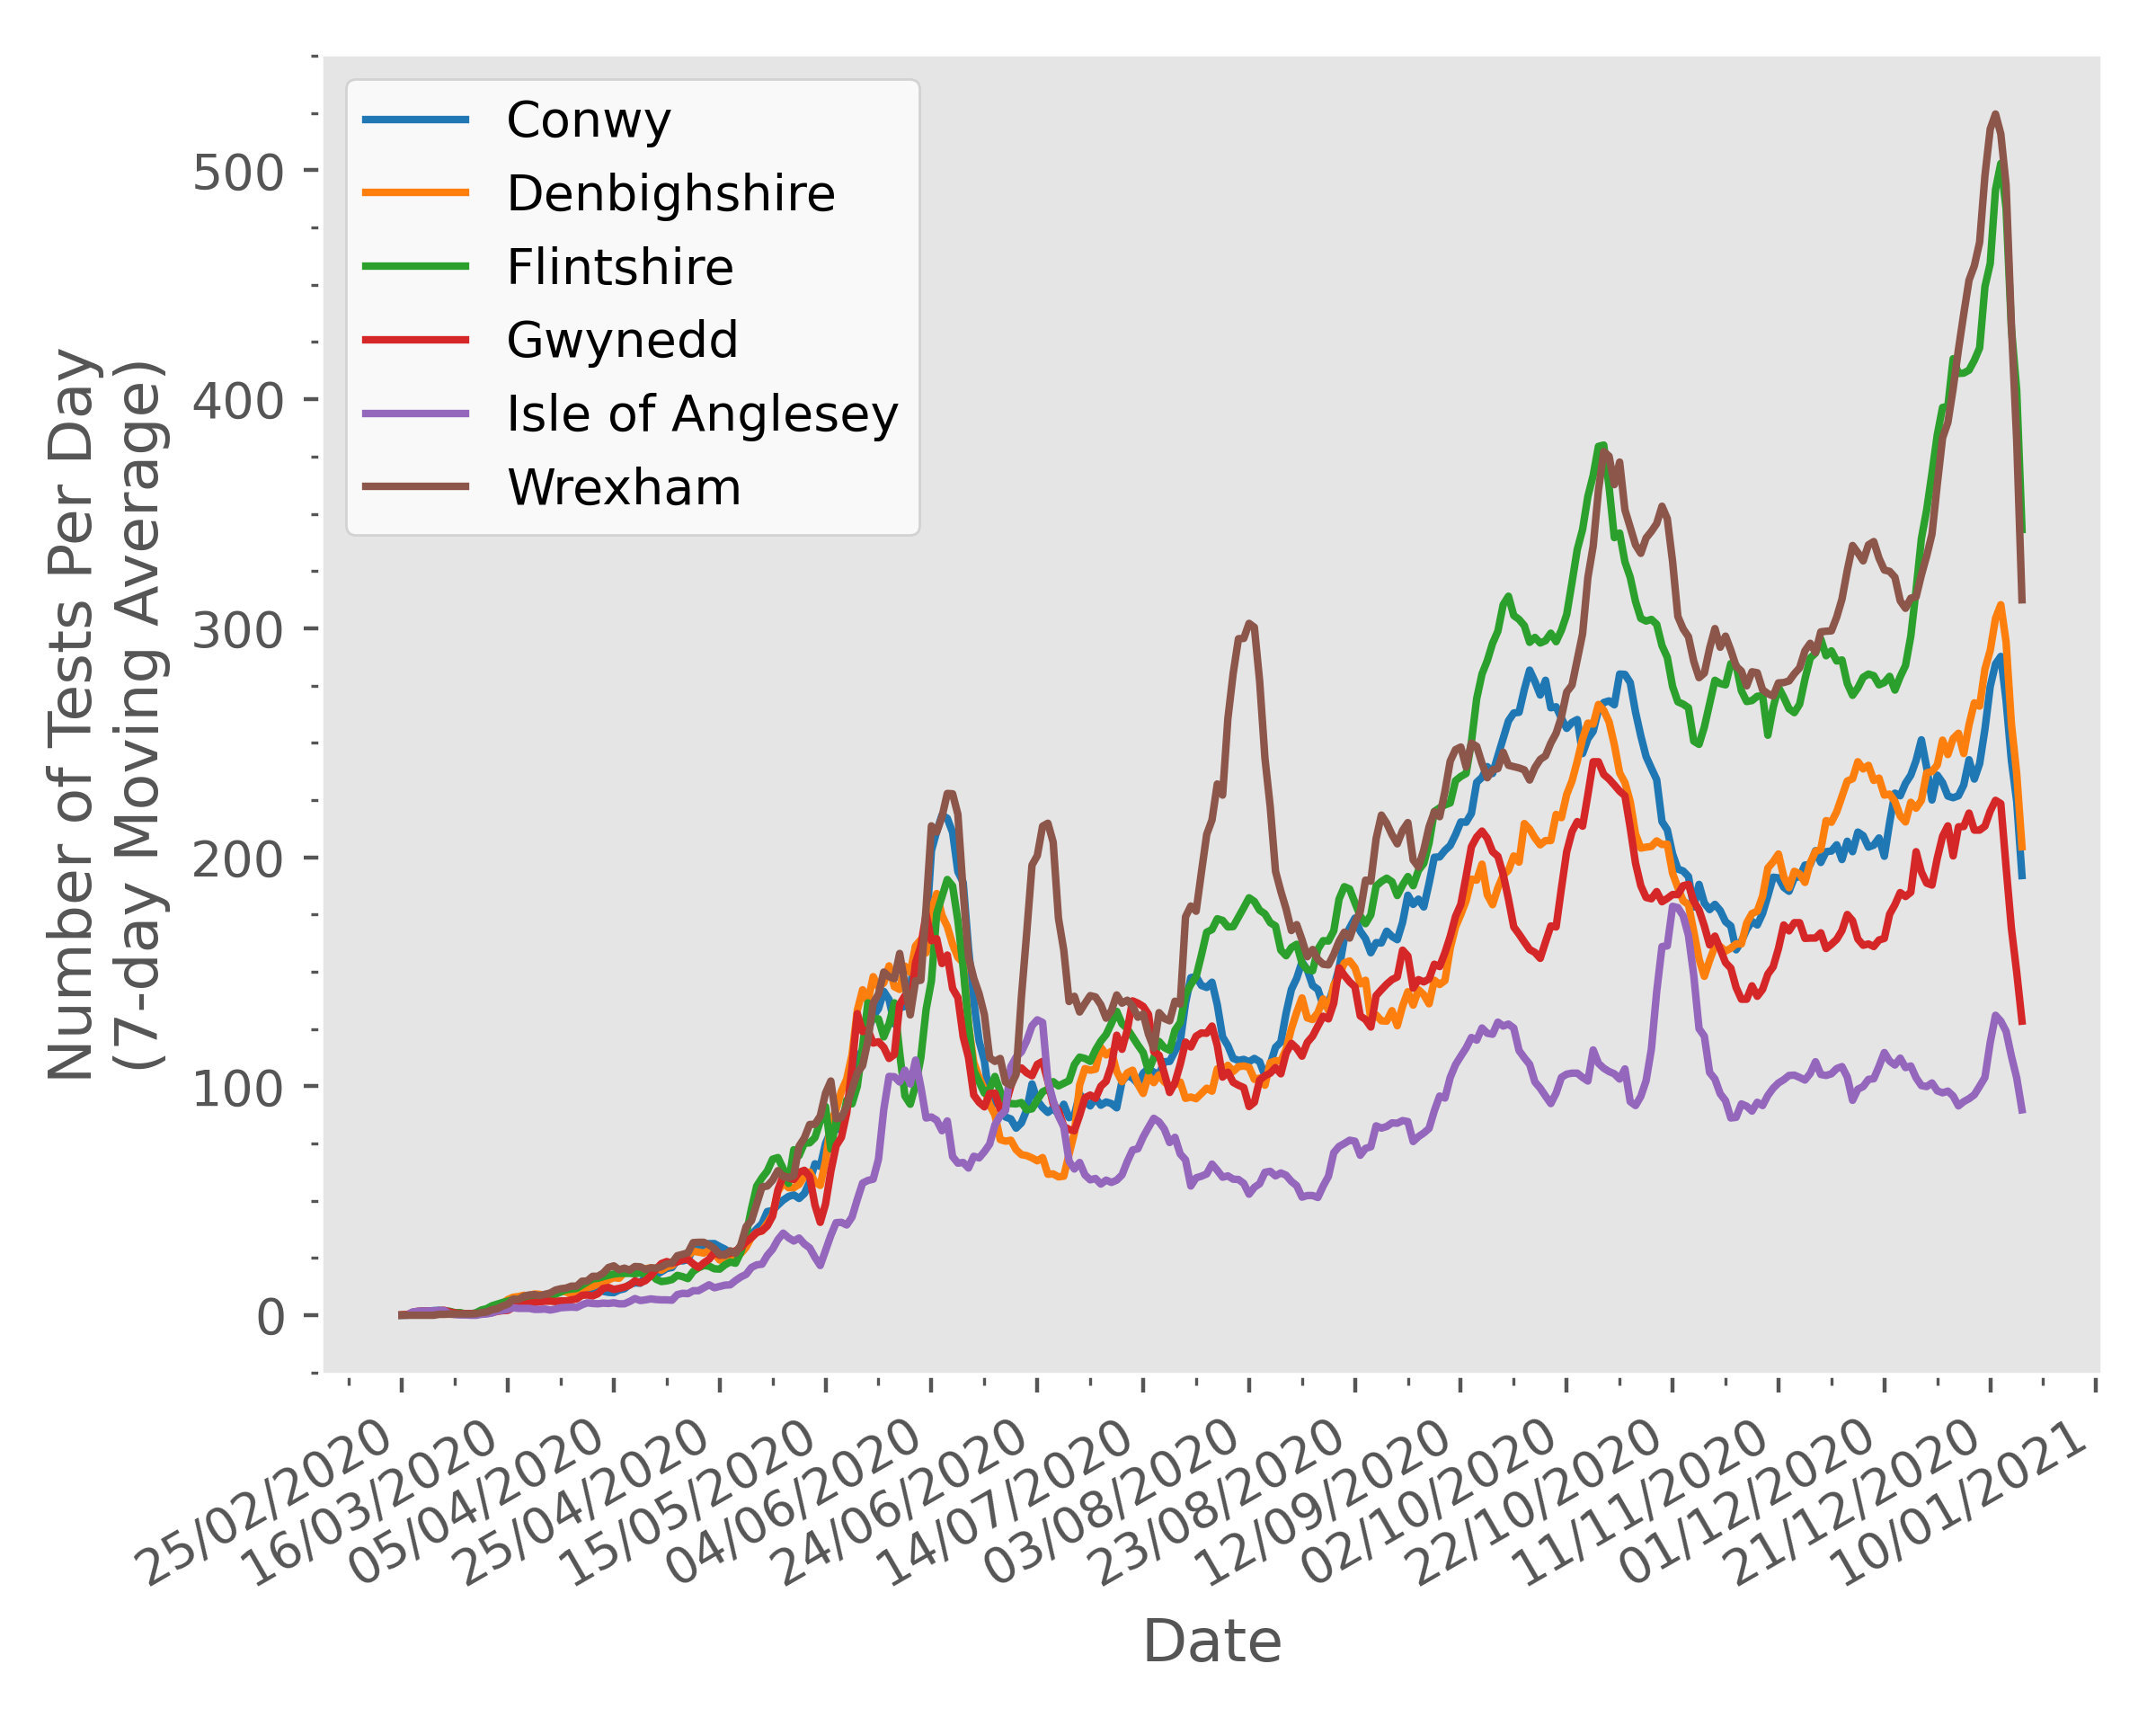 Conwy
Denbighshire
Flintshire
Gwynedd
Isle of Anglesey
Wrexham
Number of Tests Per Day
(7-day Moving Average)
500
400
300
200
100
0
25/02/2020
16/03/2020
05/04/2020
25/04/2020
15/05/2020
04/06/2020
24/06/2020
14/07/2020
03/08/2020
23/08/2020
12/09/2020
02/10/2020
22/10/2020
11/11/2020
01/12/2020
21/12/2020
10/01/2021
Date